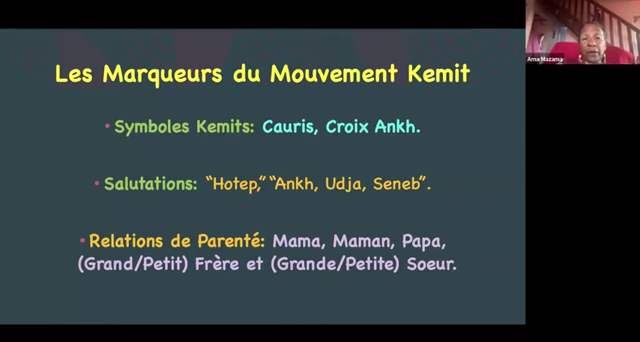 Les Marqueurs du Mouvement Kemit
• Symboles Kemits: Cauris, Croix Ankh.
• Salutations: "Hotep," "Ankh, Udja, Seneb".
• Relations de Parenté: Mama, Maman, Papa,
(Grand/Petit) Frère et (Grande/Petite) Soeur.
Ama Mazama